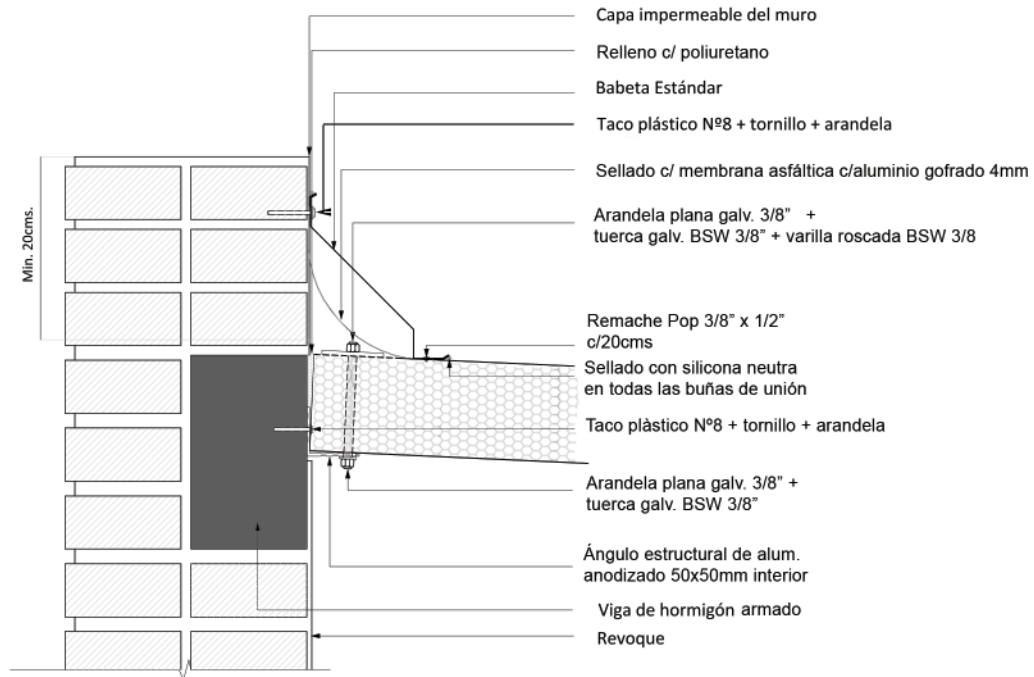 Capa impermeable del muro
Relleno c/ poliuretano
Babeta Estándar
Taco plástico Nº8 + tornillo + arandela
Sellado c/ membrana asfáltica c/aluminio gofrado 4mm
Arandela plana galv. 3/8” +
tuerca galv. BSW 3/8” + varilla roscada BSW 3/8
Min. 20cms.
Remache Pop 3/8” x 1/2”
c/20cms
Sellado con silicona neutra
en todas las buñas de unión
Taco plàstico Nº8 + tornillo + arandela
Arandela plana galv. 3/8” +
tuerca galv. BSW 3/8”
Ángulo estructural de alum.
anodizado 50x50mm interior
Viga de hormigón armado
Revoque